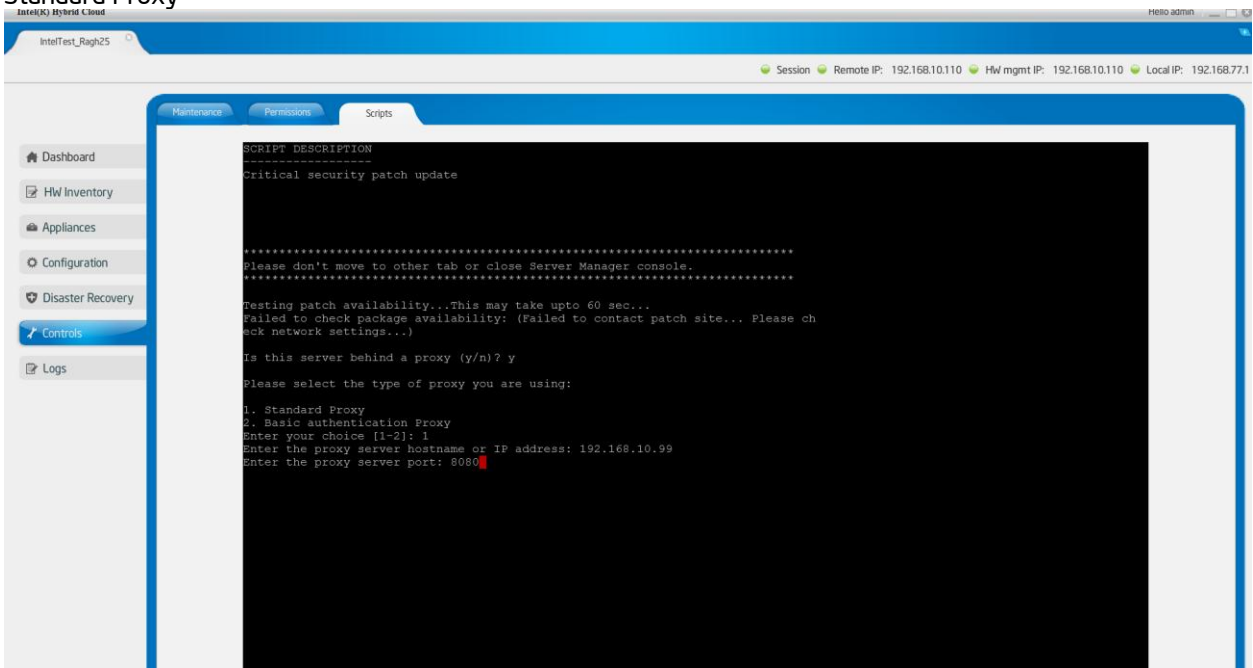 Standard Proxy
Intel(R) Hybrid Cloud
Hello admin
IntelTest_Ragh25
Session Remote IP: 192.168.10.110 HW mgmt IP: 192.168.10.110 Local IP: 192.168.77.1
Maintenance Permissions Scripts
Dashboard
HW Inventory
Appliances
Configuration
Disaster Recovery
Controls
Logs
SCRIPT DESCRIPTION
------------------
Critical security patch update
*****************************************************************************
Please don't move to other tab or close Server Manager console.
*****************************************************************************
Testing patch availability...This may take upto 60 sec...
Failed to check package availability: (Failed to contact patch site... Please ch
eck network settings...)
Is this server behind a proxy (y/n)? y
Please select the type of proxy you are using:
1. Standard Proxy
2. Basic authentication Proxy
Enter your choice [1-2]: 1
Enter the proxy server hostname or IP address: 192.168.10.99
Enter the proxy server port: 8080